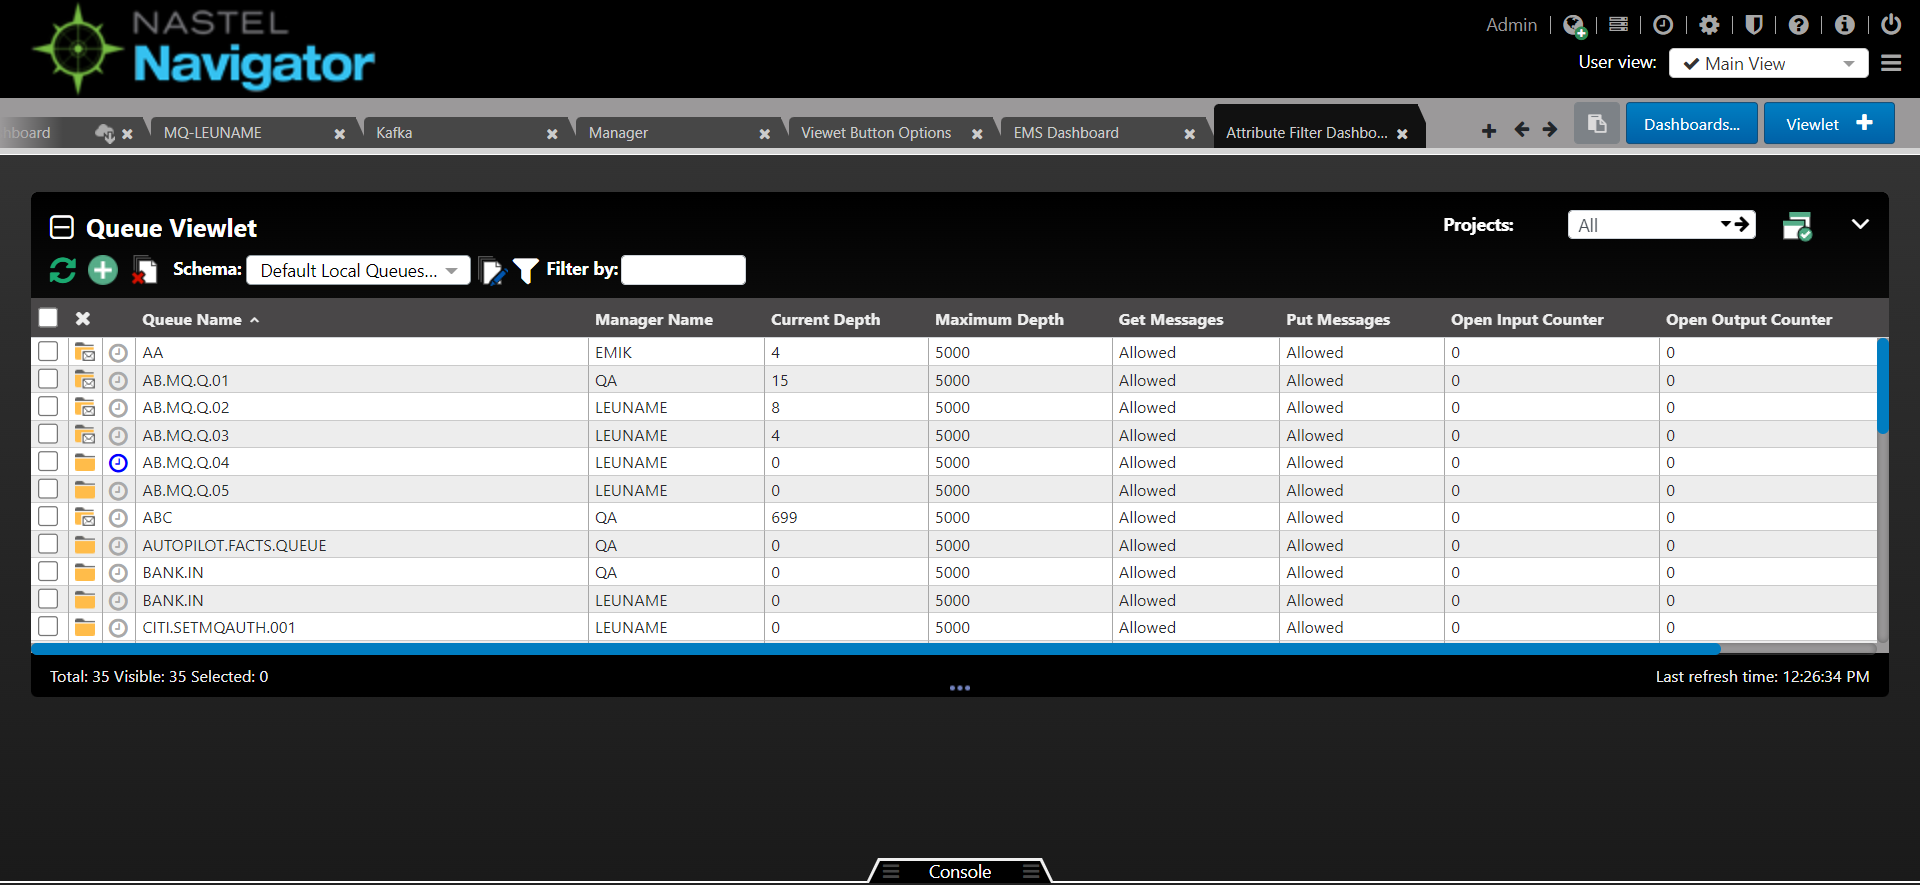 NASTEL
Navigator
Admin
User view: Main View
hboard
MQ-LEUNAME
Kafka
Manager
Viewet Button Options
EMS Dashboard
Attribute Filter Dashbo...
Dashboards...
Viewlet
Queue Viewlet
Projects: All
Schema: Default Local Queues... Filter by:
Queue Name Manager Name Current Depth Maximum Depth Get Messages Put Messages Open Input Counter Open Output Counter
AA EMIK 4 5000 Allowed Allowed 0 0
AB.MQ.Q.01 QA 15 5000 Allowed Allowed 0 0
AB.MQ.Q.02 LEUNAME 8 5000 Allowed Allowed 0 0
AB.MQ.Q.03 LEUNAME 4 5000 Allowed Allowed 0 0
AB.MQ.Q.04 LEUNAME 0 5000 Allowed Allowed 0 0
AB.MQ.Q.05 LEUNAME 0 5000 Allowed Allowed 0 0
ABC QA 699 5000 Allowed Allowed 0 0
AUTOPILOT.FACTS.QUEUE QA 0 5000 Allowed Allowed 0 0
BANK.IN QA 0 5000 Allowed Allowed 0 0
BANK.IN LEUNAME 0 5000 Allowed Allowed 0 0
CITI.SETMQAUTH.001 LEUNAME 0 5000 Allowed Allowed 0 0
Total: 35 Visible: 35 Selected: 0
Last refresh time: 12:26:34 PM
Console